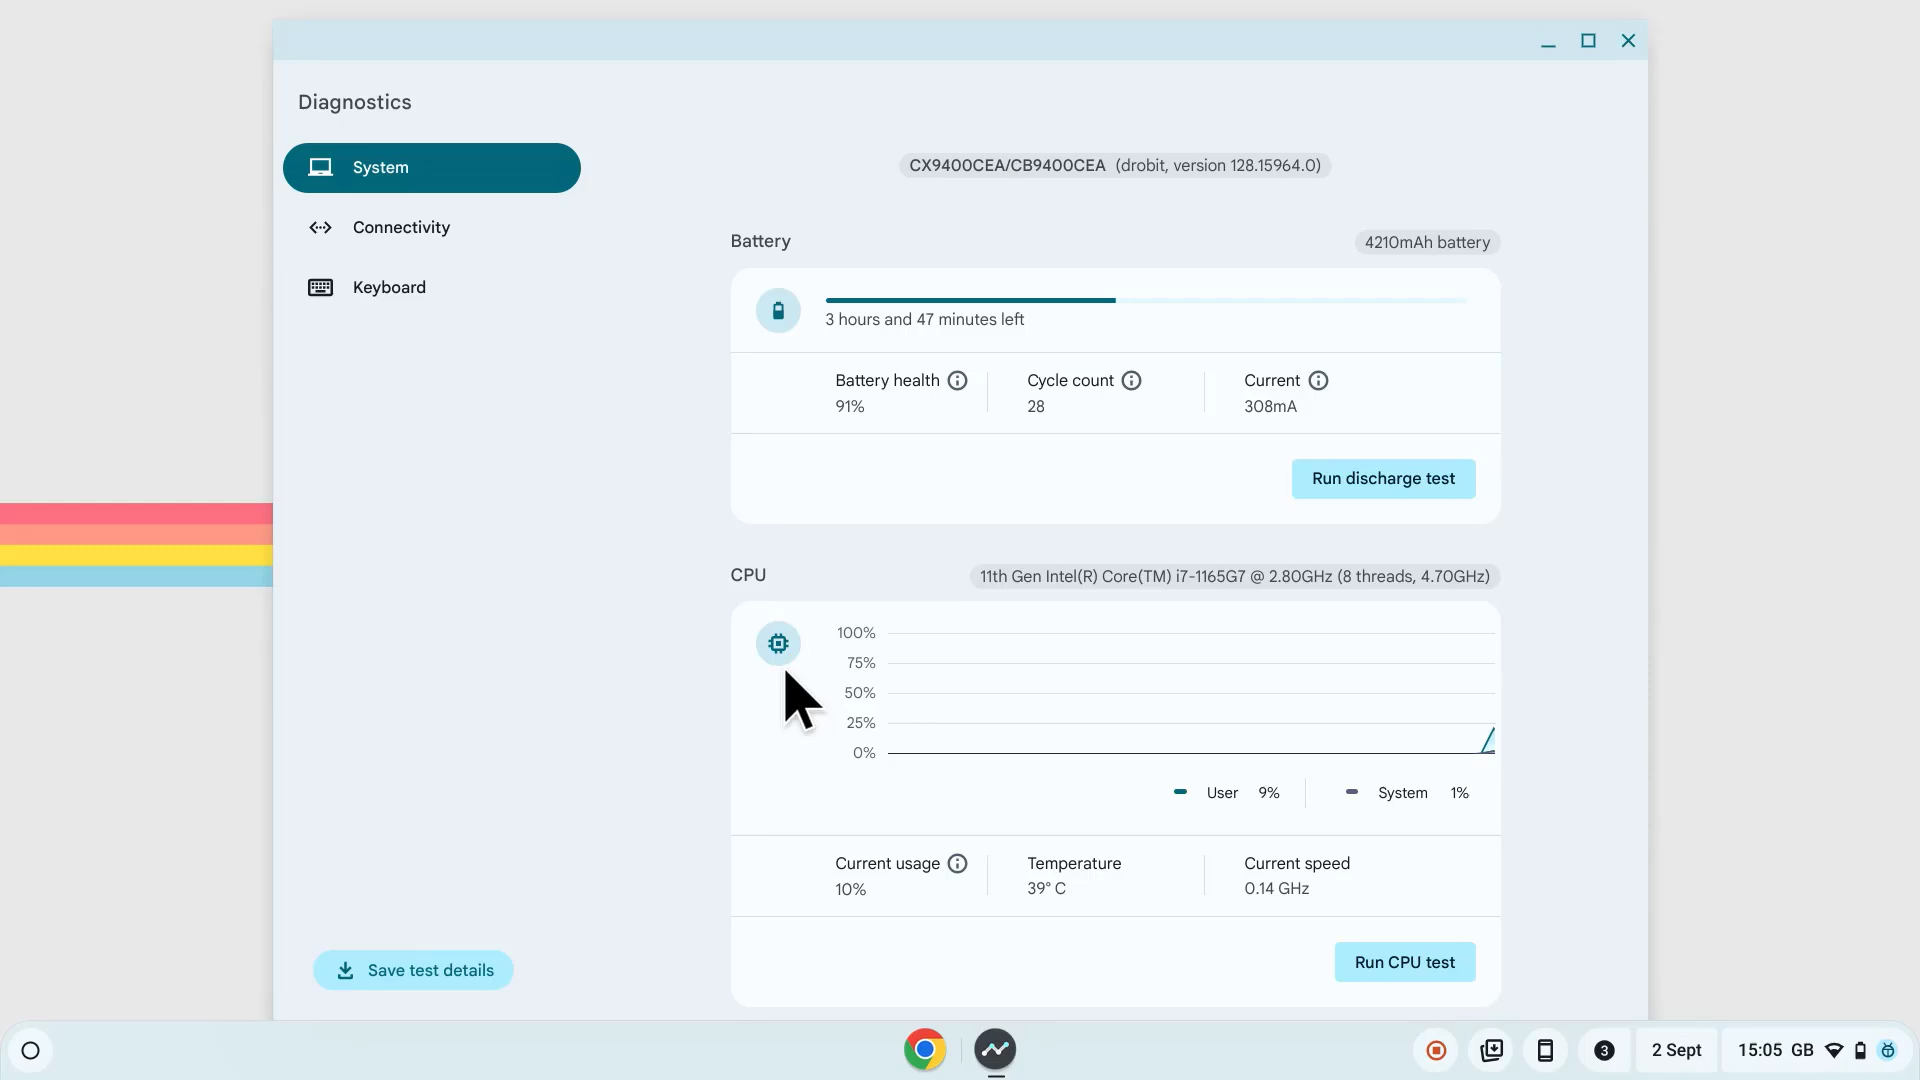 Diagnostics
System
Connectivity
Keyboard
Save test details
CX9400CEA/CB9400CEA (drobit, version 128.15964.0)
Battery
4210mAh battery
3 hours and 47 minutes left
Battery health
91%
Cycle count
28
Current
308mA
Run discharge test
CPU
11th Gen Intel(R) Core(TM) i7-1165G7 @ 2.80GHz (8 threads, 4.70GHz)
100%
75%
50%
25%
0%
User 9%
System 1%
Current usage
10%
Temperature
39° C
Current speed
0.14 GHz
Run CPU test
3
2 Sept
15:05 GB